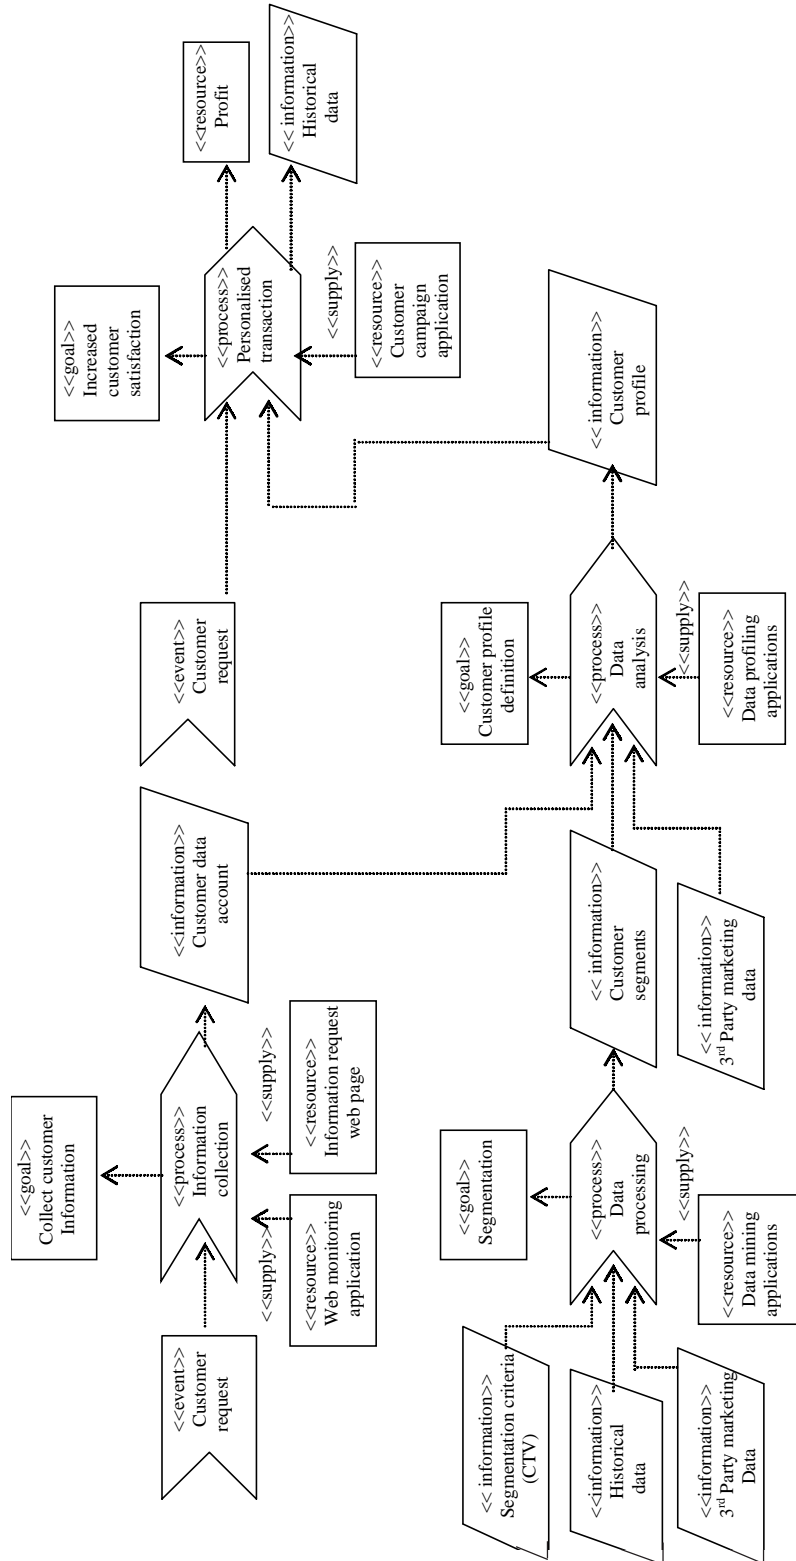 <<event>>
Customer
request
<<goal>>
Collect customer
Information
<<process>>
Information
collection
<<supply>>
<<resource>>
Web monitoring
application
<<supply>>
<<resource>>
Information request
web page
<<information>>
Customer data
account
<<event>>
Customer
request
<<goal>>
Increased
customer
satisfaction
<<process>>
Personalised
transaction
<<supply>>
<<resource>>
Customer
campaign
application
<<resource>>
Profit
<< information>>
Historical
data
<< information>>
Segmentation criteria
(CTV)
<<information>>
Historical
data
<<information>>
3rd Party marketing
Data
<<goal>>
Segmentation
<<process>>
Data
processing
<<supply>>
<<resource>>
Data mining
applications
<< information>>
Customer
segments
<< information>>
3rd Party marketing
data
<<goal>>
Customer profile
definition
<<process>>
Data
analysis
<<supply>>
<<resource>>
Data profiling
applications
<< information>>
Customer
profile